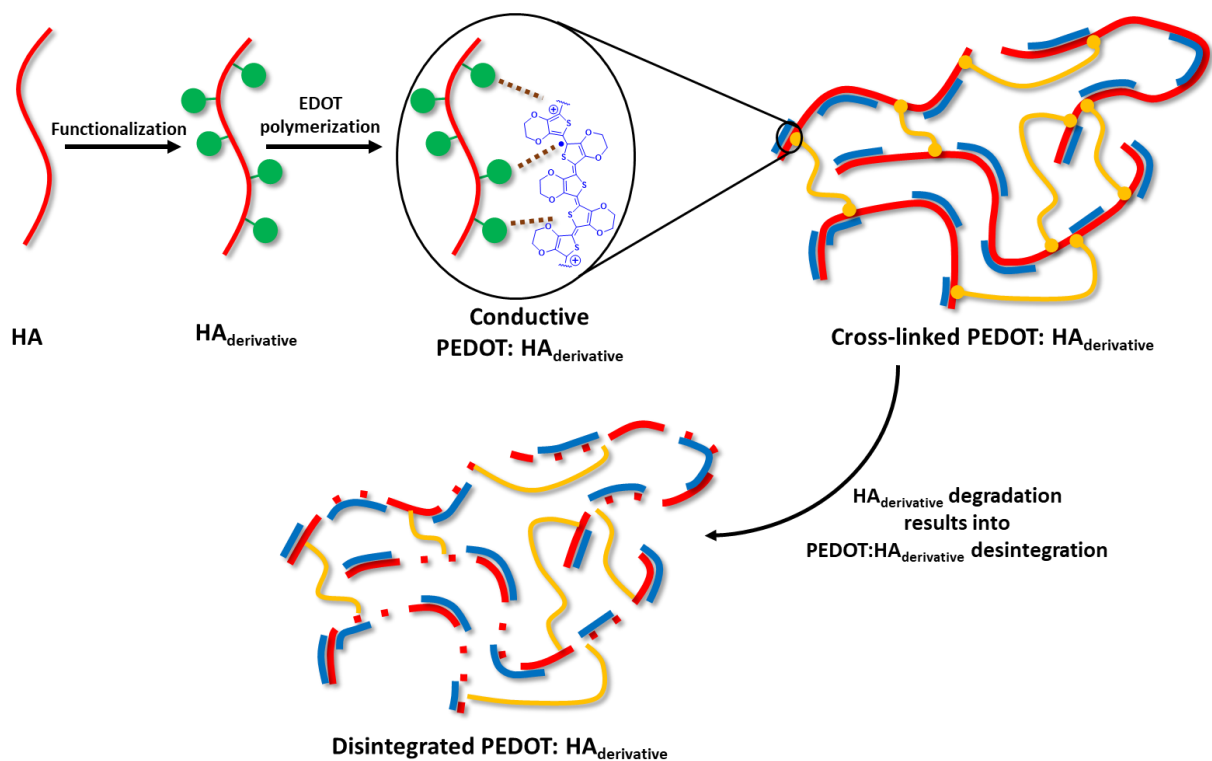 Functionalization
EDOT
polymerization
HA
HAderivative
Conductive
PEDOT: HAderivative
Cross-linked PEDOT: HAderivative
HAderivative degradation
results into
PEDOT:HAderivative desintegration
Disintegrated PEDOT: HAderivative
O
O
S
S
O
O
O
O
S
S
O
O
O
O
S